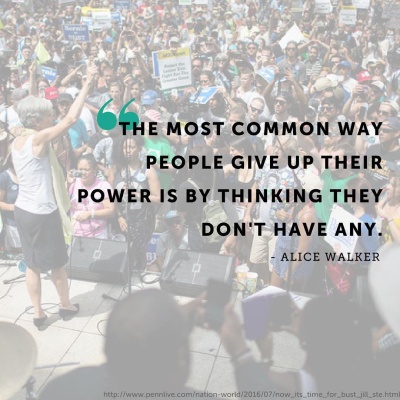 “THE MOST COMMON WAY
PEOPLE GIVE UP THEIR
POWER IS BY THINKING THEY
DON'T HAVE ANY.
- ALICE WALKER
http://www.pennlive.com/nation-world/2016/07/now_its_time_for_bust_jill_ste.html